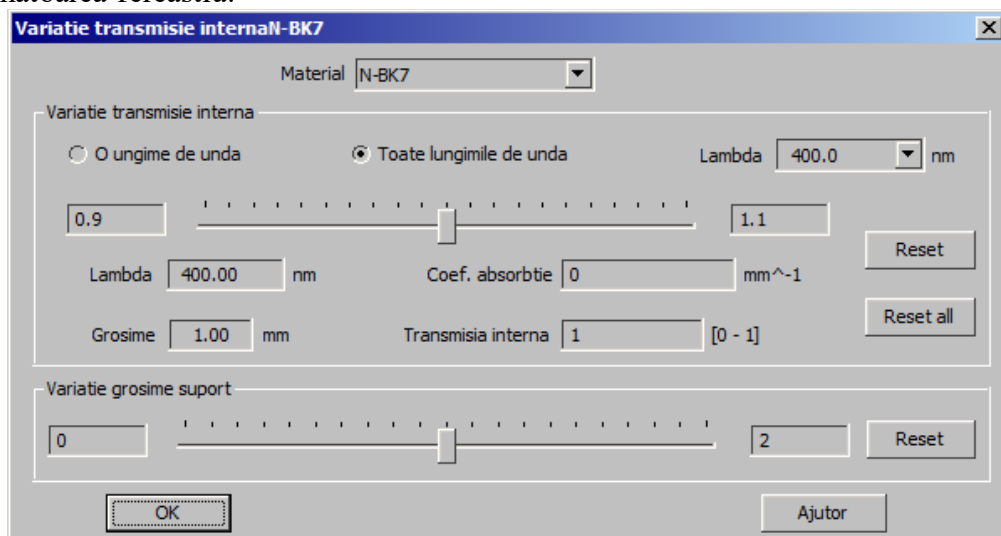 Variatie transmisie internaN-BK7
Material N-BK7
Variatie transmisie interna
O ungime de unda Toate lungimile de unda Lambda 400.0 nm
0.9 1.1
Reset
Lambda 400.00 nm Coef. absorbtie 0 mm^-1
Reset all
Grosime 1.00 mm Transmisia interna 1 [0 - 1]
Variatie grosime suport
0 2 Reset
OK Ajutor